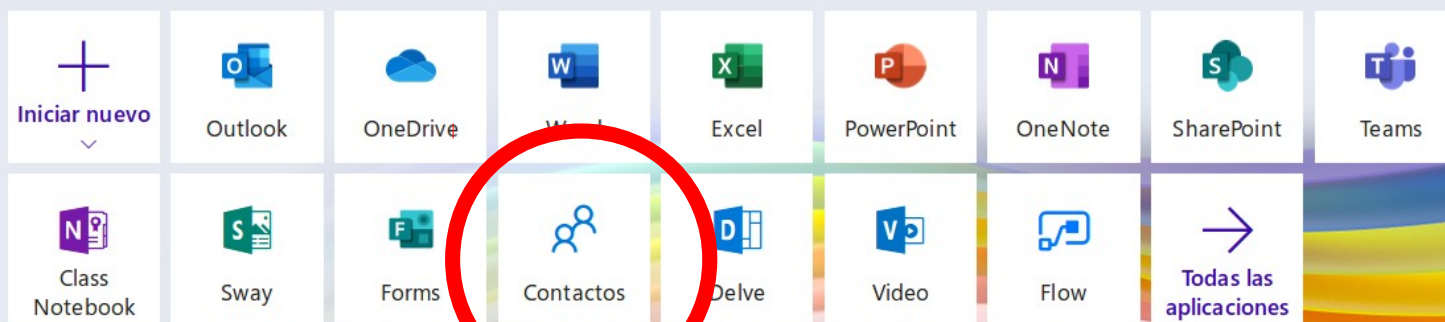 Iniciar nuevo
Outlook
OneDrive
Excel
PowerPoint
OneNote
SharePoint
Teams
Class
Notebook
Sway
Forms
Contactos
Delve
Video
Flow
Todas las
aplicaciones